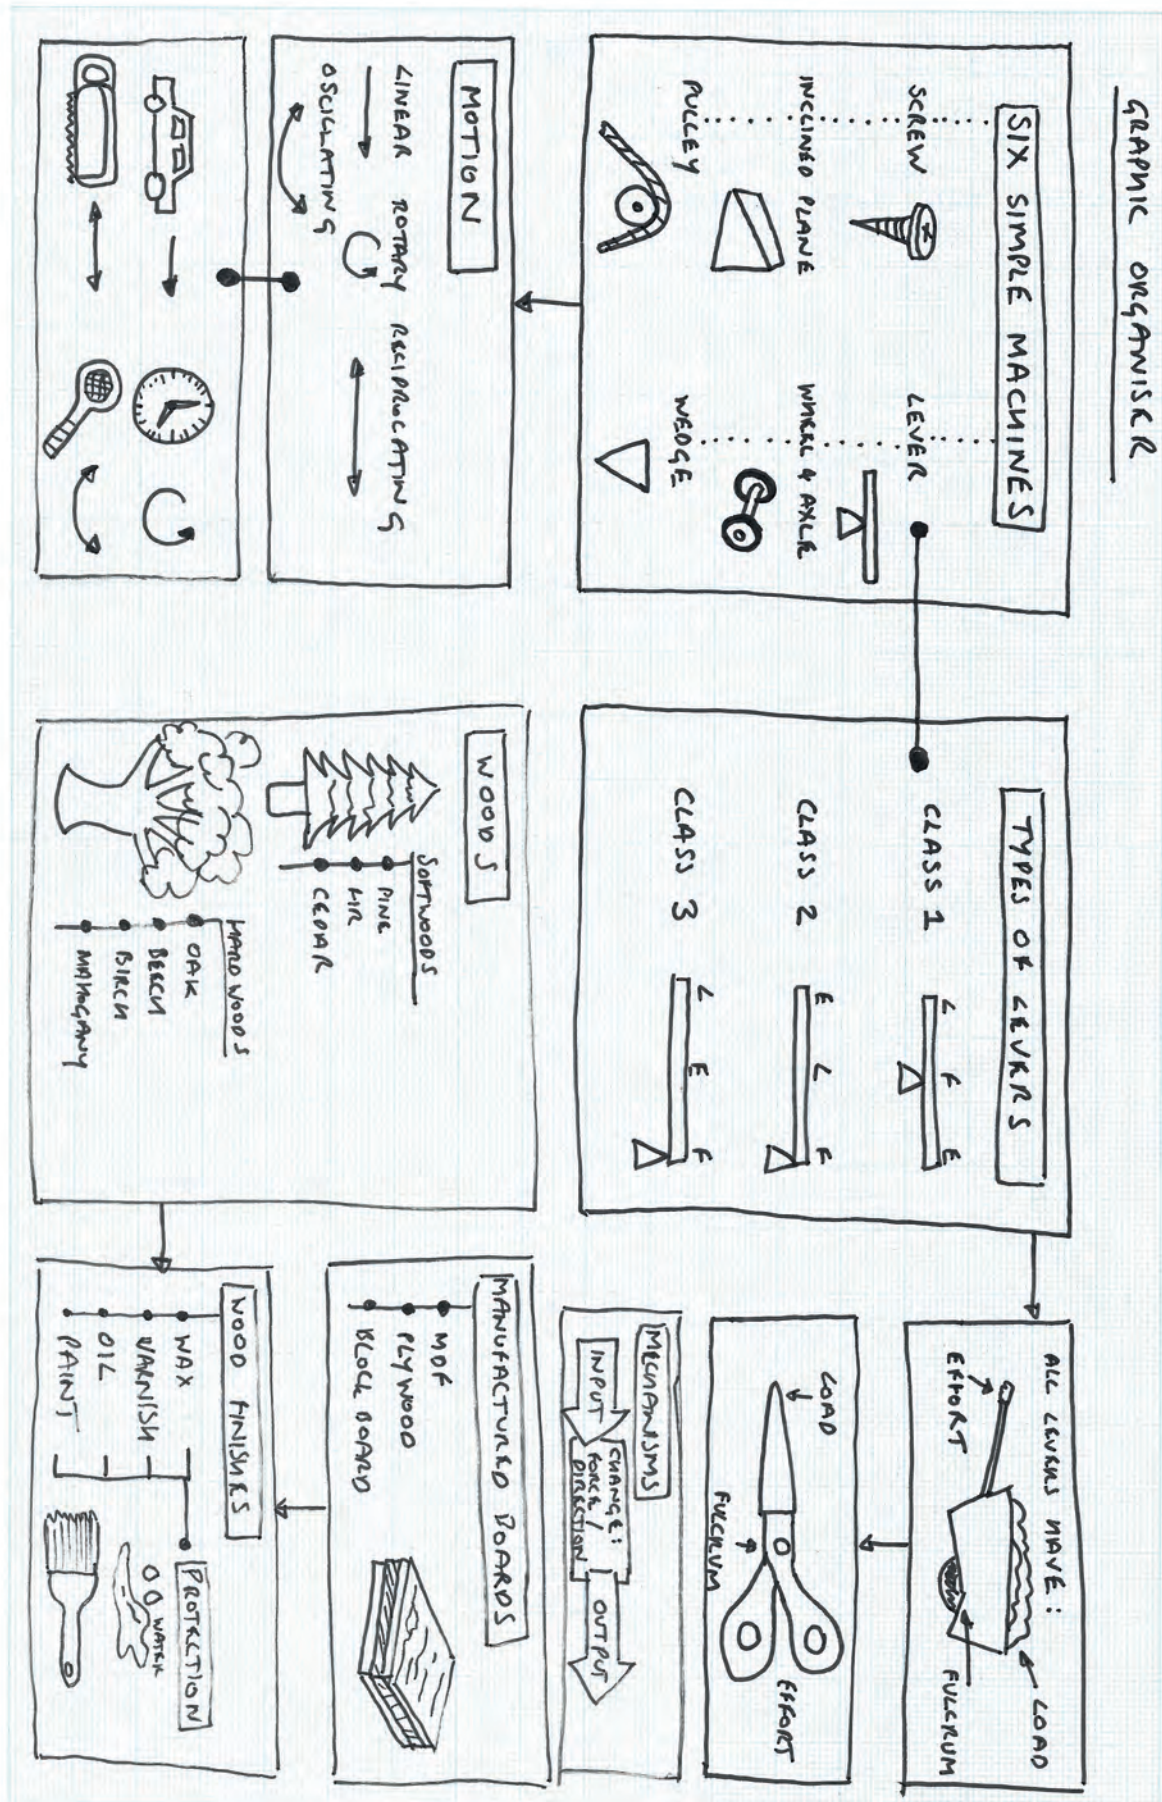 GRAPHIC ORGANISER
SIX SIMPLE MACHINES
SCREW
LEVER
INCLINED PLANE
WHEEL & AXLE
PULLEY
WEDGE
TYPES OF LEVERS
CLASS 1
L F E
CLASS 2
E L F
CLASS 3
L E F
ALL LEVERS HAVE:
LOAD
EFFORT
FULCRUM
LOAD
FULCRUM
EFFORT
MECHANISMS
INPUT
CHANGE:
FORCE/
DIRECTION
OUTPUT
MOTION
LINEAR ROTARY RECIPROCATING
OSCILLATING
WOODS
SOFTWOODS
PINE
FIR
CEDAR
HARDWOODS
OAK
BEECH
BIRCH
MAHOGANY
MANUFACTURED BOARDS
MDF
PLYWOOD
BLOCK BOARD
WOOD FINISHES
WAX
VARNISH
OIL
PAINT
PROTECTION
WATER